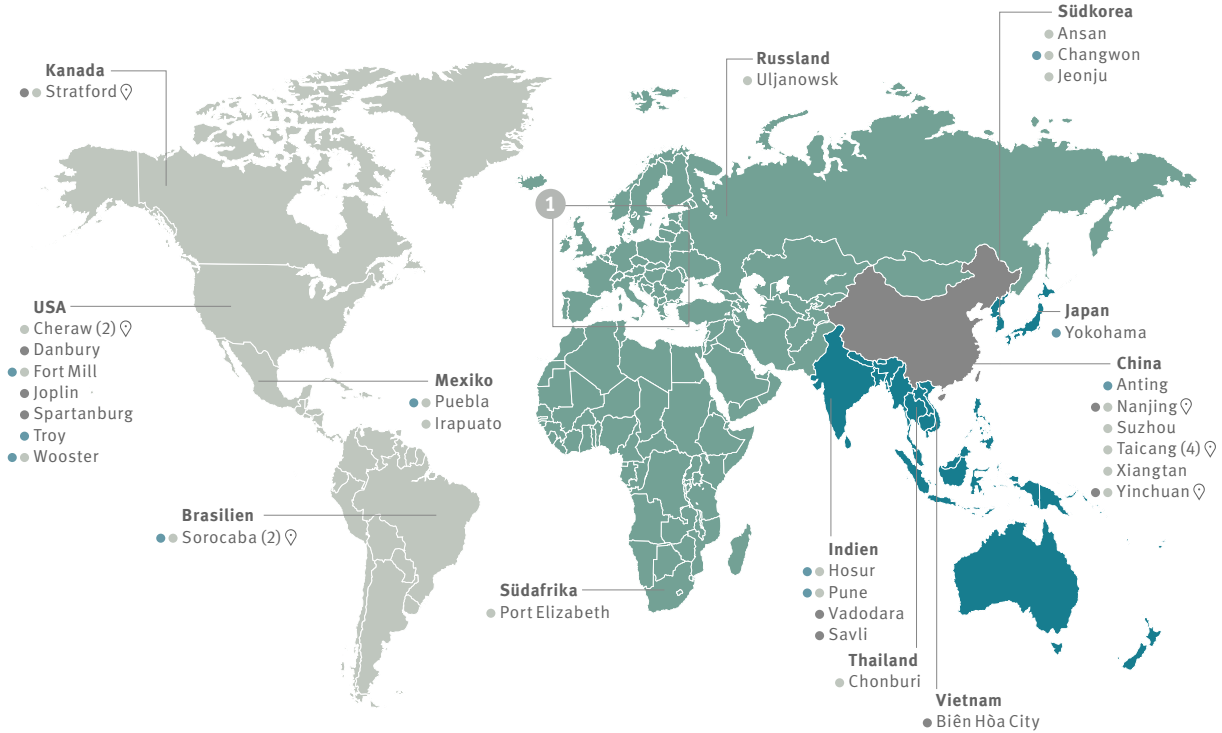 Kanada
Stratford
USA
Cheraw (2)
Danbury
Fort Mill
Joplin
Spartanburg
Troy
Wooster
Mexiko
Puebla
Irapuato
Brasilien
Sorocaba (2)
1
Russland
Uljanowsk
Südkorea
Ansan
Changwon
Jeonju
Japan
Yokohama
China
Anting
Nanjing
Suzhou
Taicang (4)
Xiangtan
Yinchuan
Südafrika
Port Elizabeth
Indien
Hosur
Pune
Vadodara
Savli
Thailand
Chonburi
Vietnam
Biên Hòa City